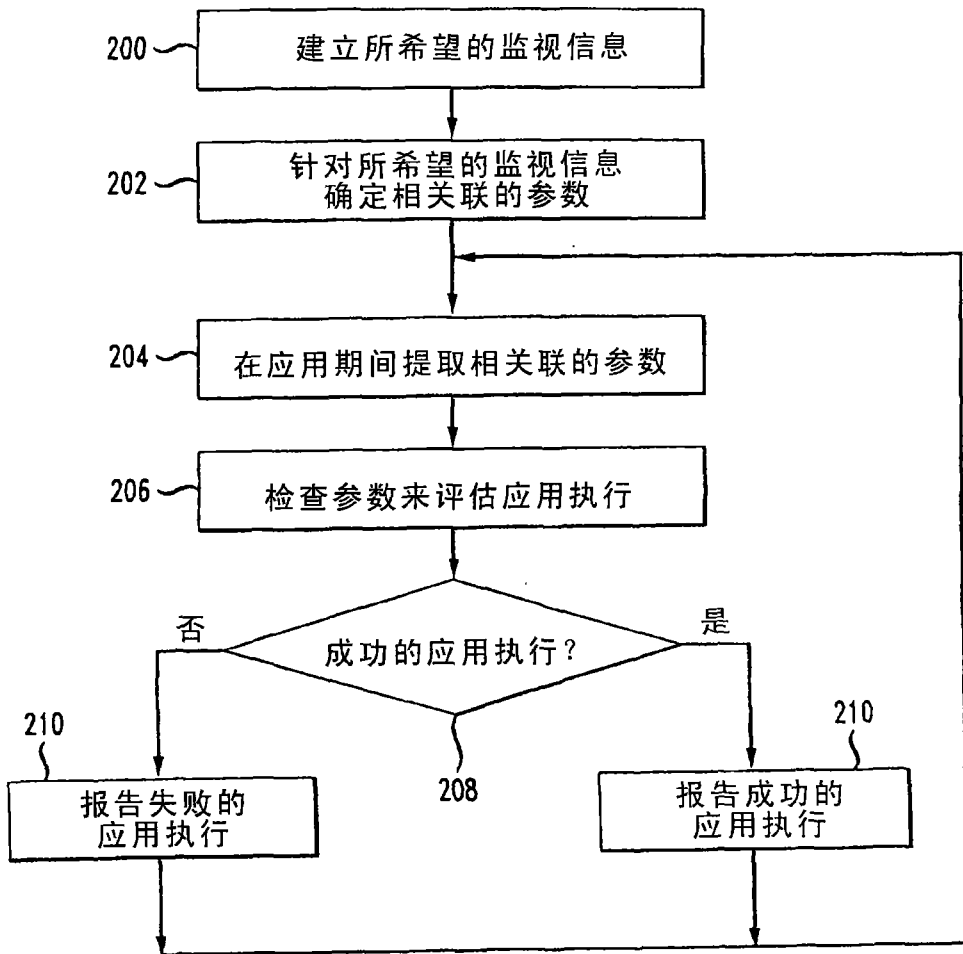 200
建立所希望的监视信息
202
针对所希望的监视信息
确定相关联的参数
204
在应用期间提取相关联的参数
206
检查参数来评估应用执行
否
成功的应用执行？
是
208
210
报告失败的
应用执行
210
报告成功的
应用执行